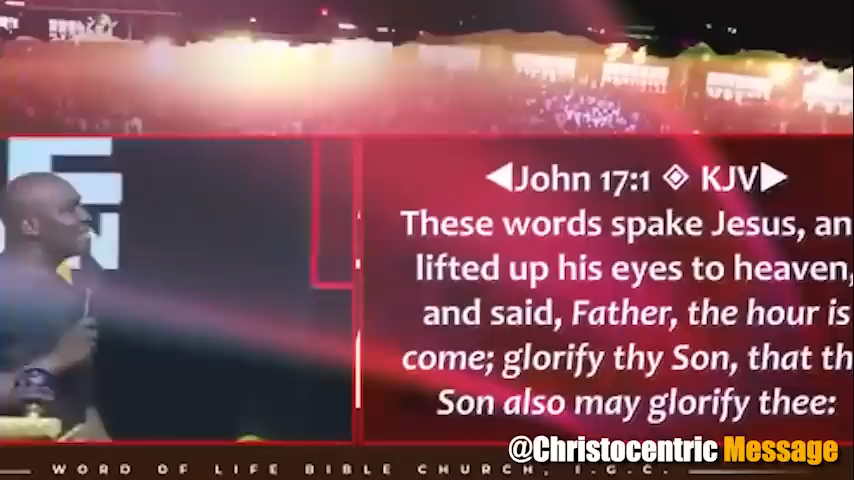 ◀John 17:1 ◈ KJV▶
These words spake Jesus, an
lifted up his eyes to heaven,
and said, Father, the hour is
come; glorify thy Son, that th
Son also may glorify thee:
@Christocentric Message
WORD OF LIFE BIBLE CHURCH, I.G.C.